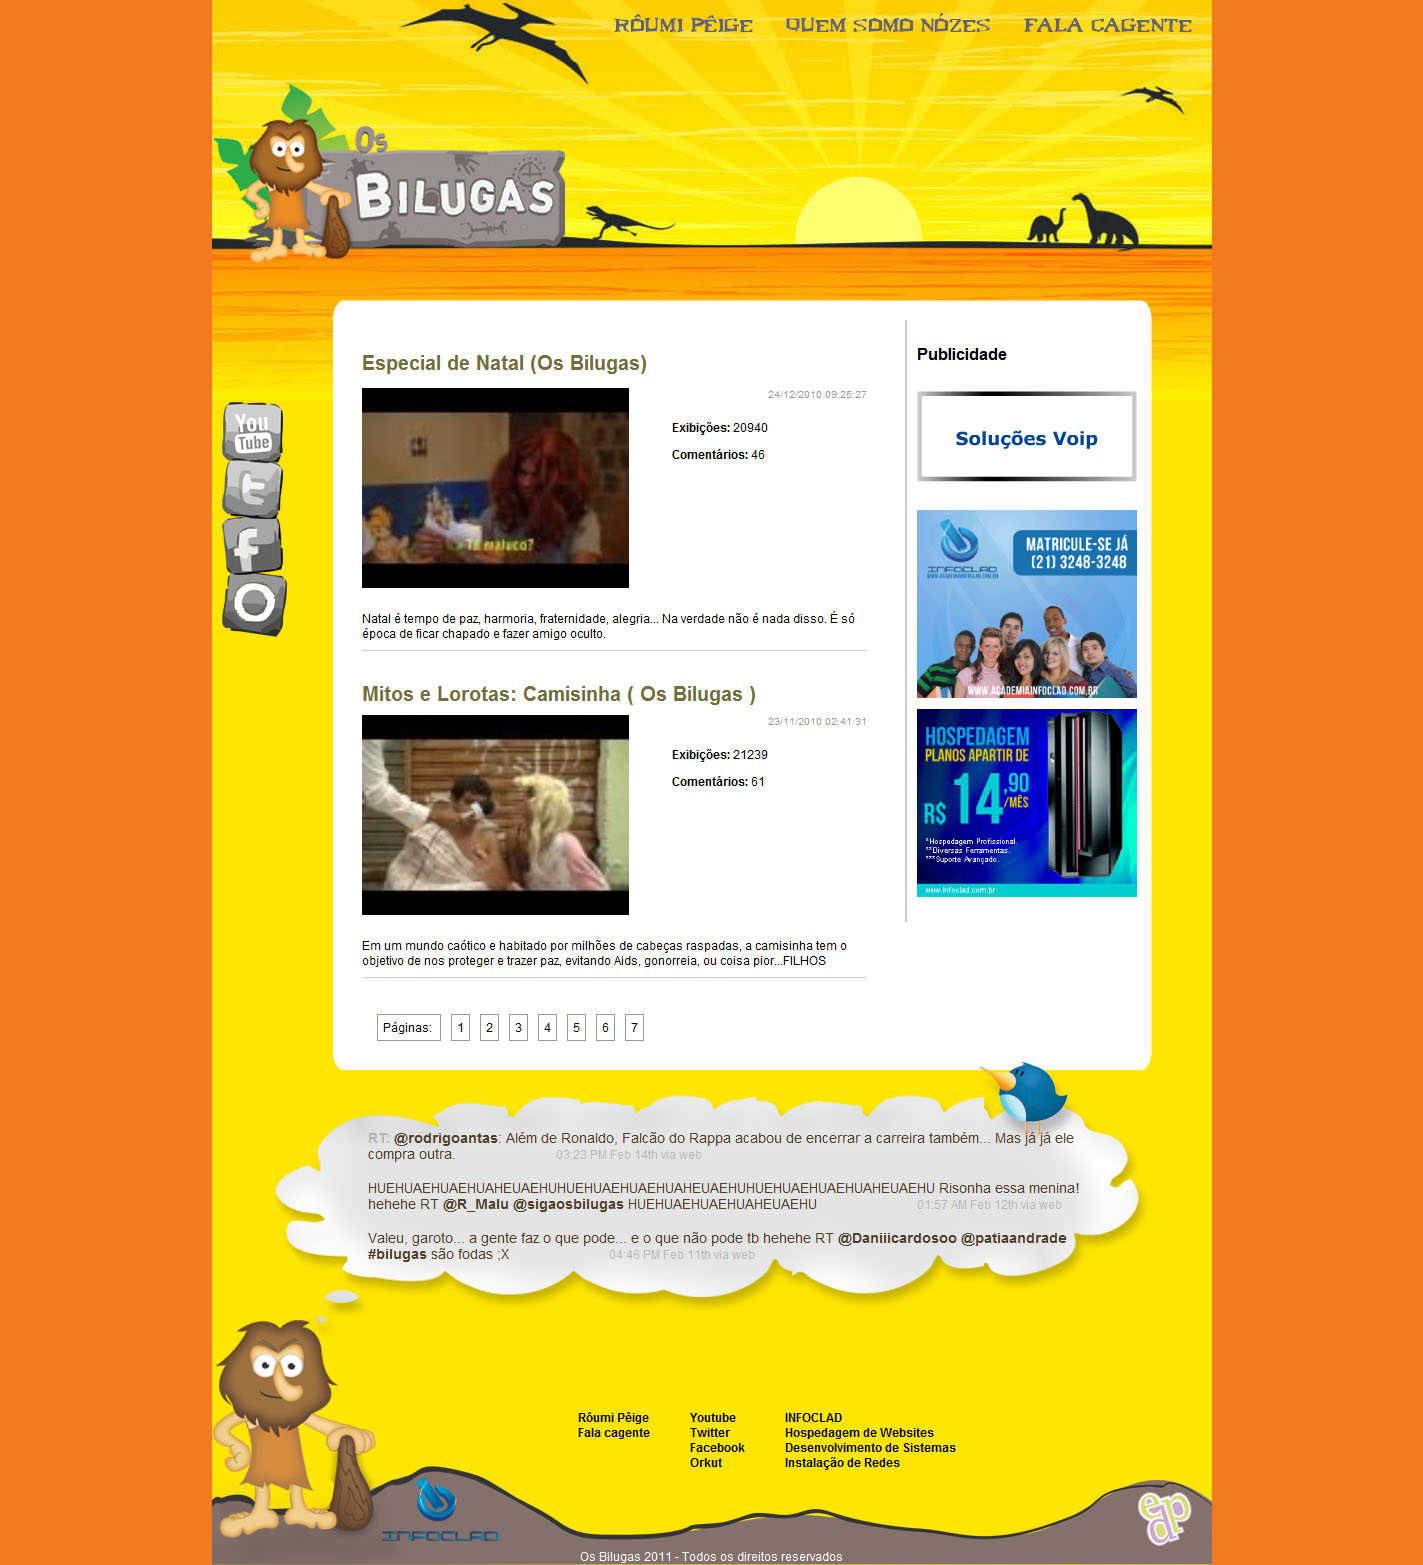 RÔUMI PÊIGE QUEM SOMO NÓZES FALA CAGENTE
Os
BILUGAS
Especial de Natal (Os Bilugas)
24/12/2010 09:25:27
Exibições: 20940
Comentários: 46
Tá maluco?
Natal é tempo de paz, harmoria, fraternidade, alegria... Na verdade não é nada disso. É só
época de ficar chapado e fazer amigo oculto.
Mitos e Lorotas: Camisinha ( Os Bilugas )
23/11/2010 02:41:31
Exibições: 21239
Comentários: 61
Em um mundo caótico e habitado por milhões de cabeças raspadas, a camisinha tem o
objetivo de nos proteger e trazer paz, evitando Aids, gonorreia, ou coisa pior...FILHOS
Páginas: 1 2 3 4 5 6 7
Publicidade
Soluções Voip
MATRICULE-SE JÁ
(21) 3248-3248
INFOCLAD
WWW.ACADEMIAINFOCLAD.COM.BR
WWW.ACADEMIAINFOCLAD.COM.BR
HOSPEDAGEM
PLANOS APARTIR DE
R$ 14,90
/MÊS
*Hospedagem Profissional.
**Diversas Ferramentas.
***Suporte Avançado.
www.infoclad.com.br
You
Tube
t
f
RT: @rodrigoantas: Além de Ronaldo, Falcão do Rappa acabou de encerrar a carreira também... Mas já já ele
compra outra. 03:23 PM Feb 14th via web
HUEHUAEHUAEHUAHEUAEHUHUEHUAEHUAEHUAHEUAEHUHUEHUAEHUAEHUAHEUAEHU Risonha essa menina!
hehehe RT @R_Malu @sigaosbilugas HUEHUAEHUAEHUAHEUAEHU 01:57 AM Feb 12th via web
Valeu, garoto... a gente faz o que pode... e o que não pode tb hehehe RT @Daniiicardosoo @patiaandrade
#bilugas são fodas ;X 04:46 PM Feb 11th via web
Rôumi Pêige Youtube INFOCLAD
Fala cagente Twitter Hospedagem de Websites
Facebook Desenvolvimento de Sistemas
Orkut Instalação de Redes
INFOCLAD
Os Bilugas 2011 - Todos os direitos reservados